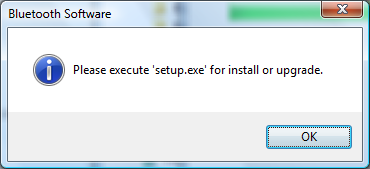 Bluetooth Software
Please execute 'setup.exe' for install or upgrade.
OK